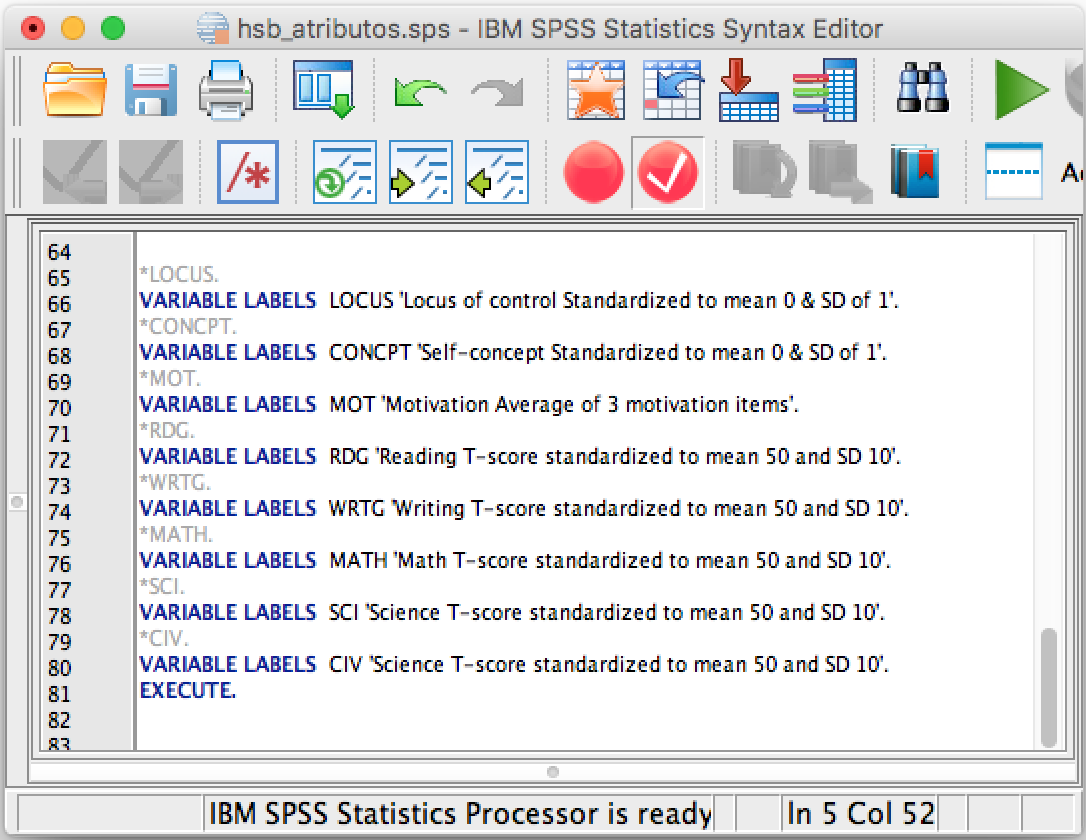 hsb_atributos.sps - IBM SPSS Statistics Syntax Editor
/*
64
65 *LOCUS.
66 VARIABLE LABELS LOCUS 'Locus of control Standardized to mean 0 & SD of 1'.
67 *CONCPT.
68 VARIABLE LABELS CONCPT 'Self-concept Standardized to mean 0 & SD of 1'.
69 *MOT.
70 VARIABLE LABELS MOT 'Motivation Average of 3 motivation items'.
71 *RDG.
72 VARIABLE LABELS RDG 'Reading T-score standardized to mean 50 and SD 10'.
73 *WRTG.
74 VARIABLE LABELS WRTG 'Writing T-score standardized to mean 50 and SD 10'.
75 *MATH.
76 VARIABLE LABELS MATH 'Math T-score standardized to mean 50 and SD 10'.
77 *SCI.
78 VARIABLE LABELS SCI 'Science T-score standardized to mean 50 and SD 10'.
79 *CIV.
80 VARIABLE LABELS CIV 'Science T-score standardized to mean 50 and SD 10'.
81 EXECUTE.
82
83
IBM SPSS Statistics Processor is ready In 5 Col 52